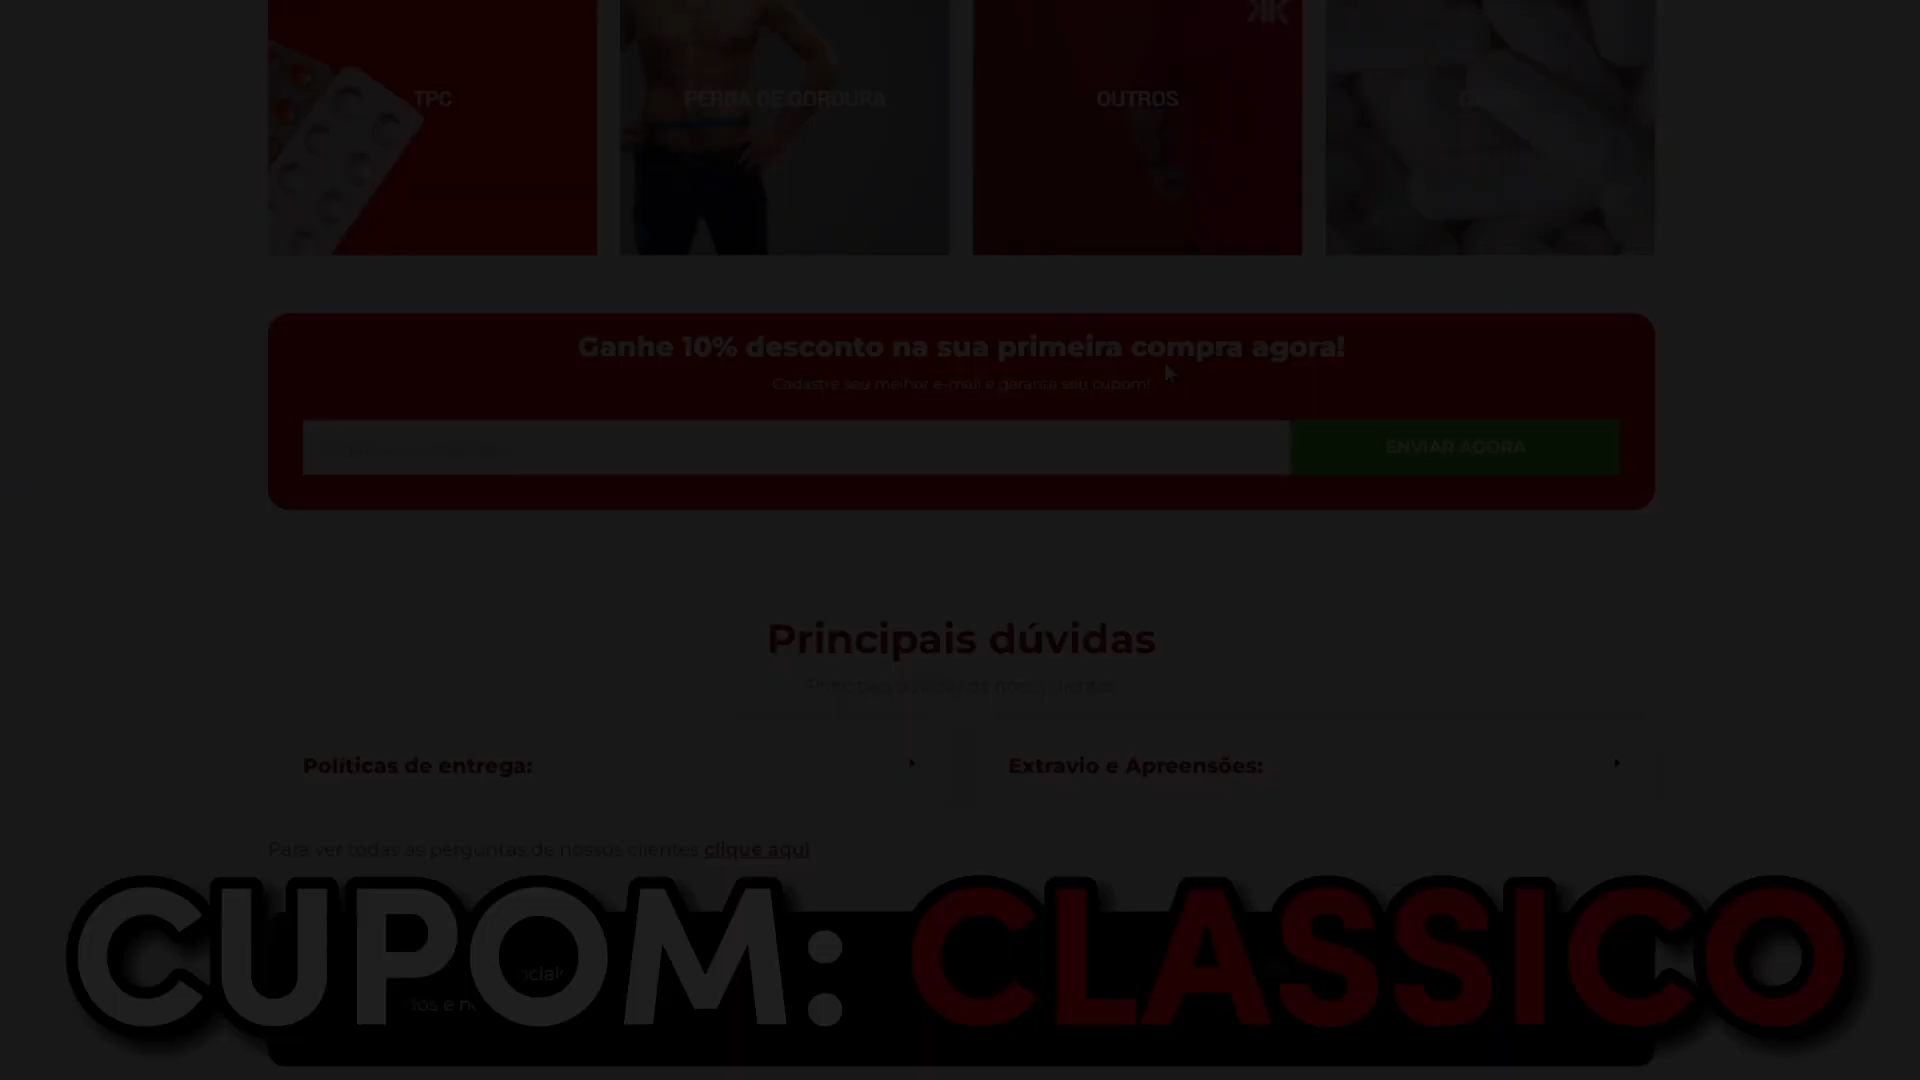 TPC
PERDA DE GORDURA
OUTROS
Ganhe 10% desconto na sua primeira compra agora!
Cadastre seu melhor e-mail e garanta seu cupom!
ENVIAR AGORA
Principais dúvidas
Políticas de entrega:
Extravio e Apreensões:
Para ver todas as perguntas de nossos clientes clique aqui
CUPOM: CLASSICO